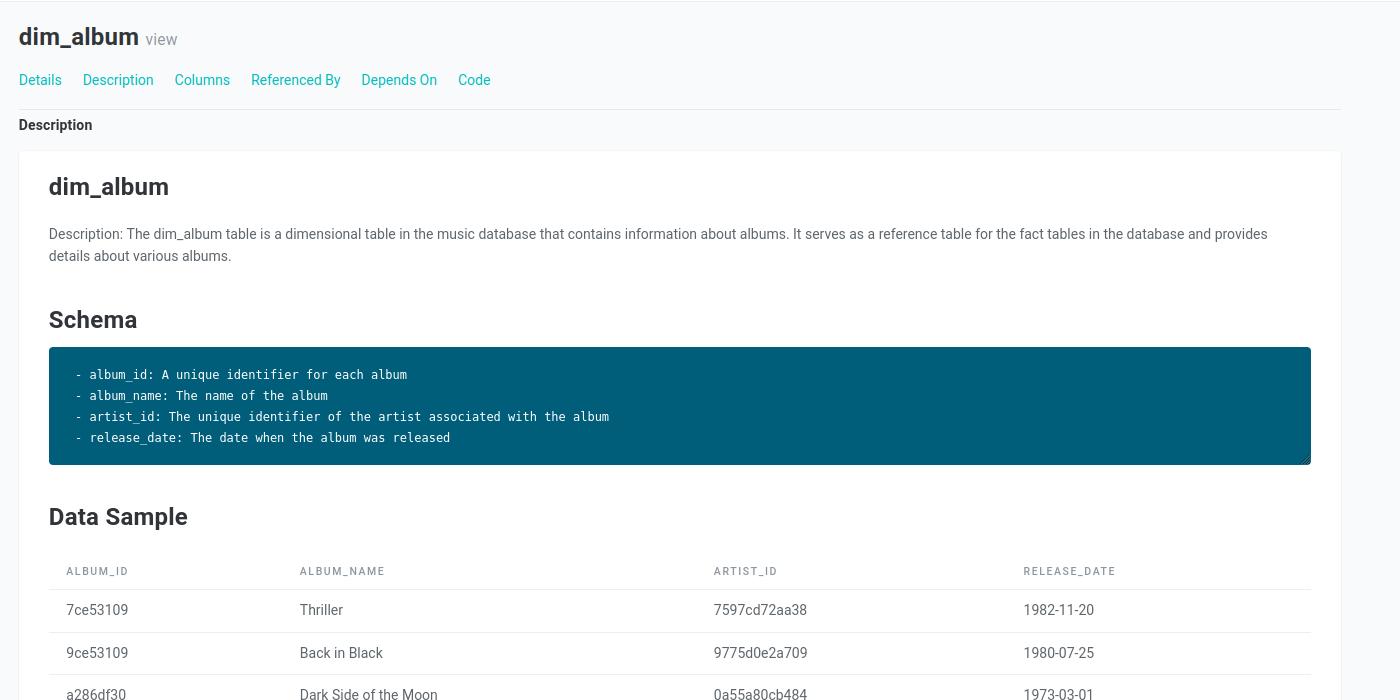 dim_album view
Details Description Columns Referenced By Depends On Code
Description
dim_album
Description: The dim_album table is a dimensional table in the music database that contains information about albums. It serves as a reference table for the fact tables in the database and provides
details about various albums.
Schema
- album_id: A unique identifier for each album
- album_name: The name of the album
- artist_id: The unique identifier of the artist associated with the album
- release_date: The date when the album was released
Data Sample
ALBUM_ID ALBUM_NAME ARTIST_ID RELEASE_DATE
7ce53109 Thriller 7597cd72aa38 1982-11-20
9ce53109 Back in Black 9775d0e2a709 1980-07-25
a286df30 Dark Side of the Moon 0a55a80cb484 1973-03-01